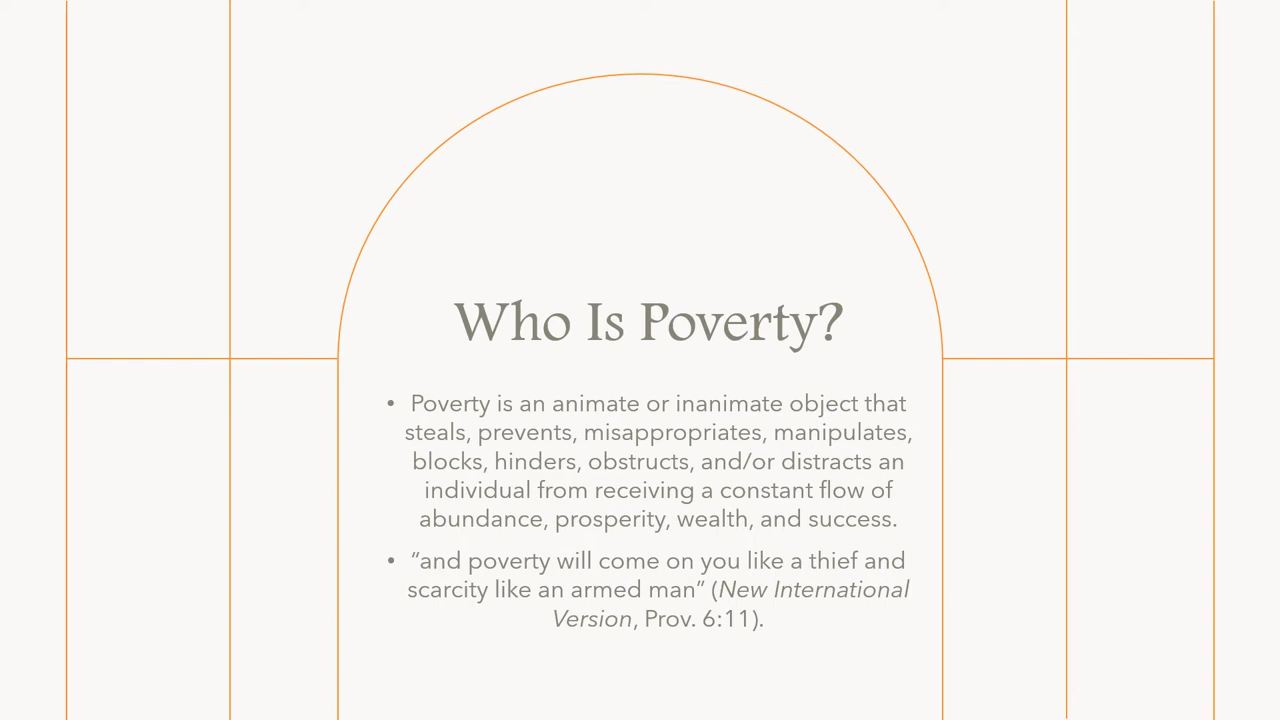 Who Is Poverty?
• Poverty is an animate or inanimate object that
steals, prevents, misappropriates, manipulates,
blocks, hinders, obstructs, and/or distracts an
individual from receiving a constant flow of
abundance, prosperity, wealth, and success.
• “and poverty will come on you like a thief and
scarcity like an armed man” (New International
Version, Prov. 6:11).